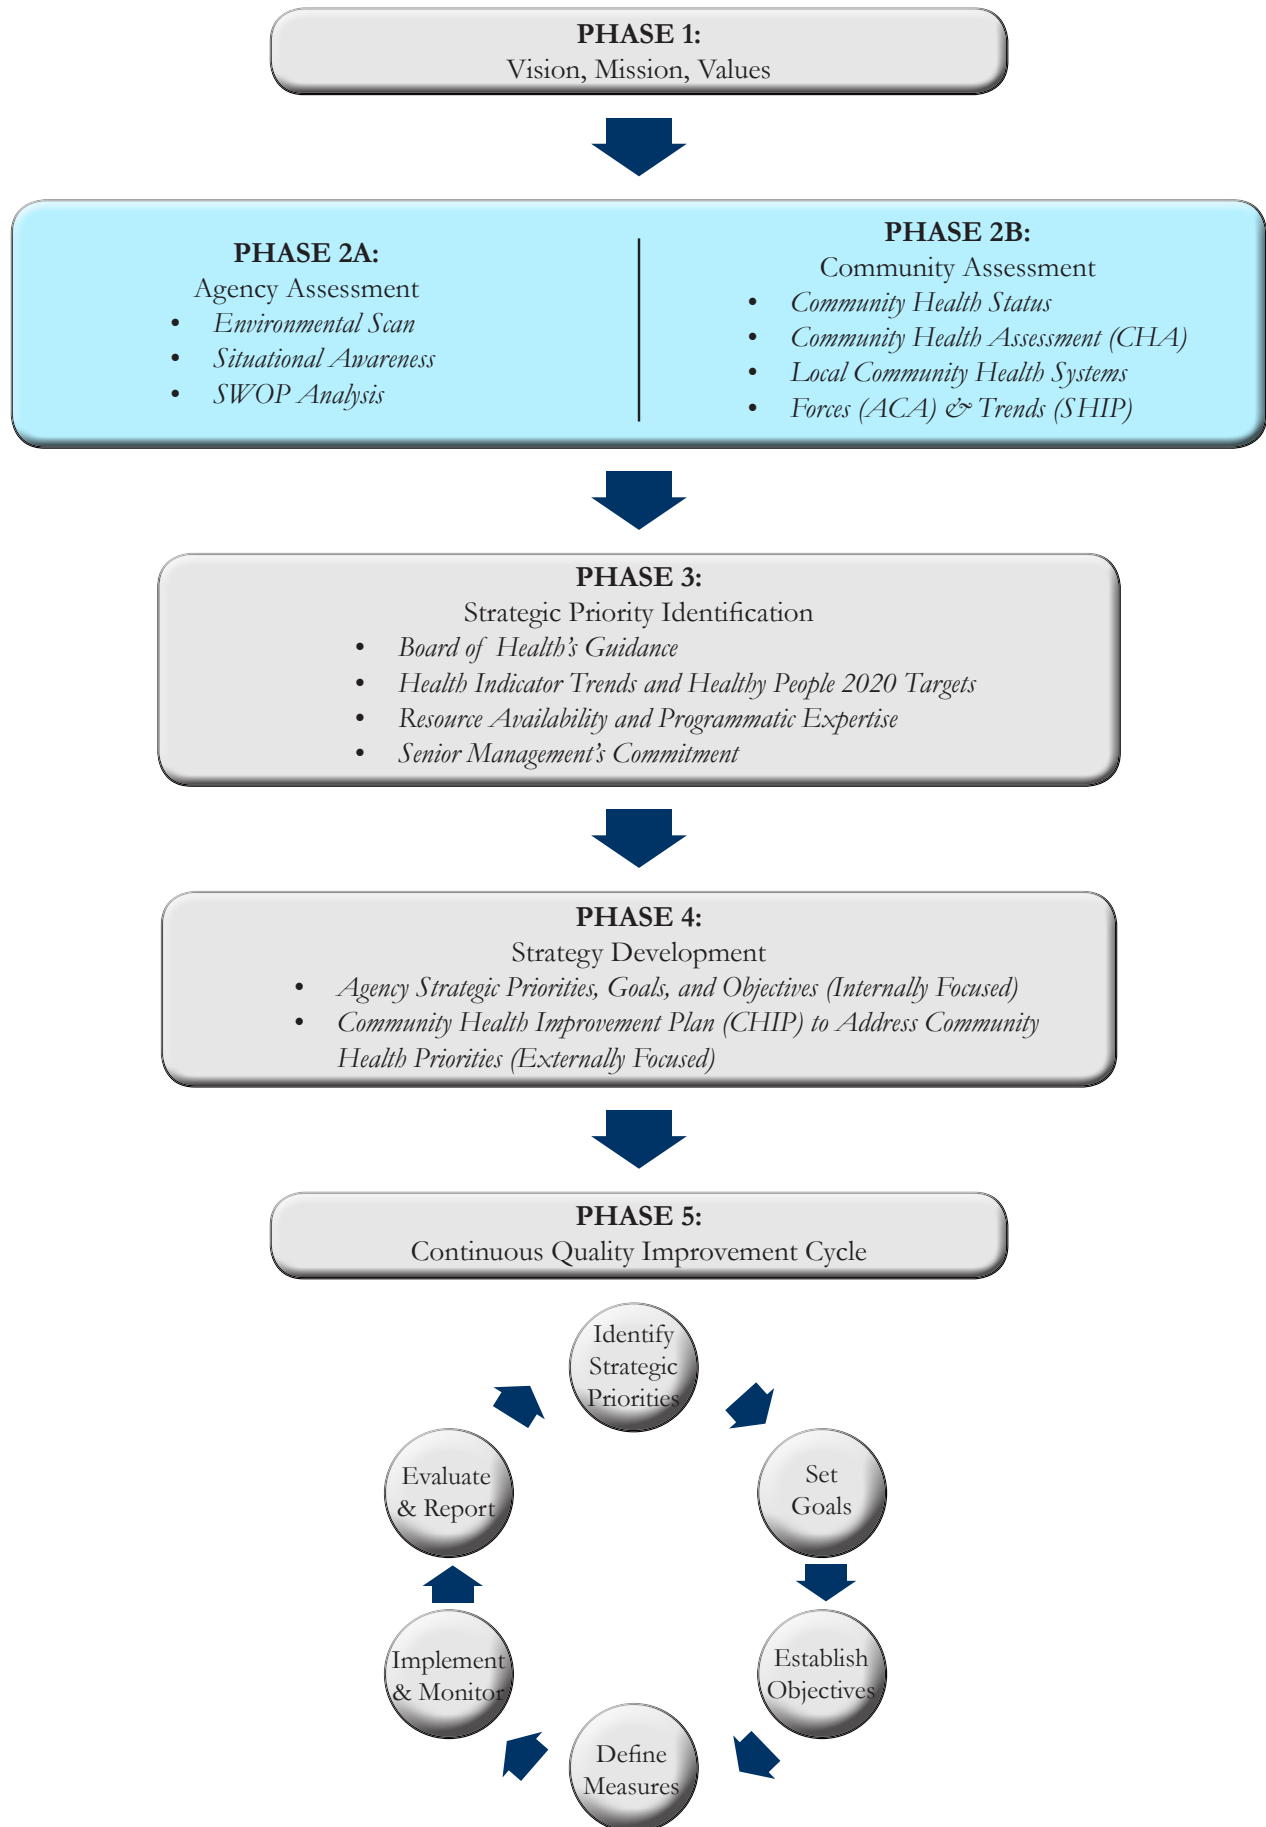 PHASE 1:
Vision, Mission, Values
PHASE 2A:
Agency Assessment
• Environmental Scan
• Situational Awareness
• SWOP Analysis
PHASE 2B:
Community Assessment
• Community Health Status
• Community Health Assessment (CHA)
• Local Community Health Systems
• Forces (ACA) & Trends (SHIP)
PHASE 3:
Strategic Priority Identification
• Board of Health's Guidance
• Health Indicator Trends and Healthy People 2020 Targets
• Resource Availability and Programmatic Expertise
• Senior Management's Commitment
PHASE 4:
Strategy Development
• Agency Strategic Priorities, Goals, and Objectives (Internally Focused)
• Community Health Improvement Plan (CHIP) to Address Community
Health Priorities (Externally Focused)
PHASE 5:
Continuous Quality Improvement Cycle
Identify
Strategic
Priorities
Set
Goals
Establish
Objectives
Define
Measures
Implement
& Monitor
Evaluate
& Report